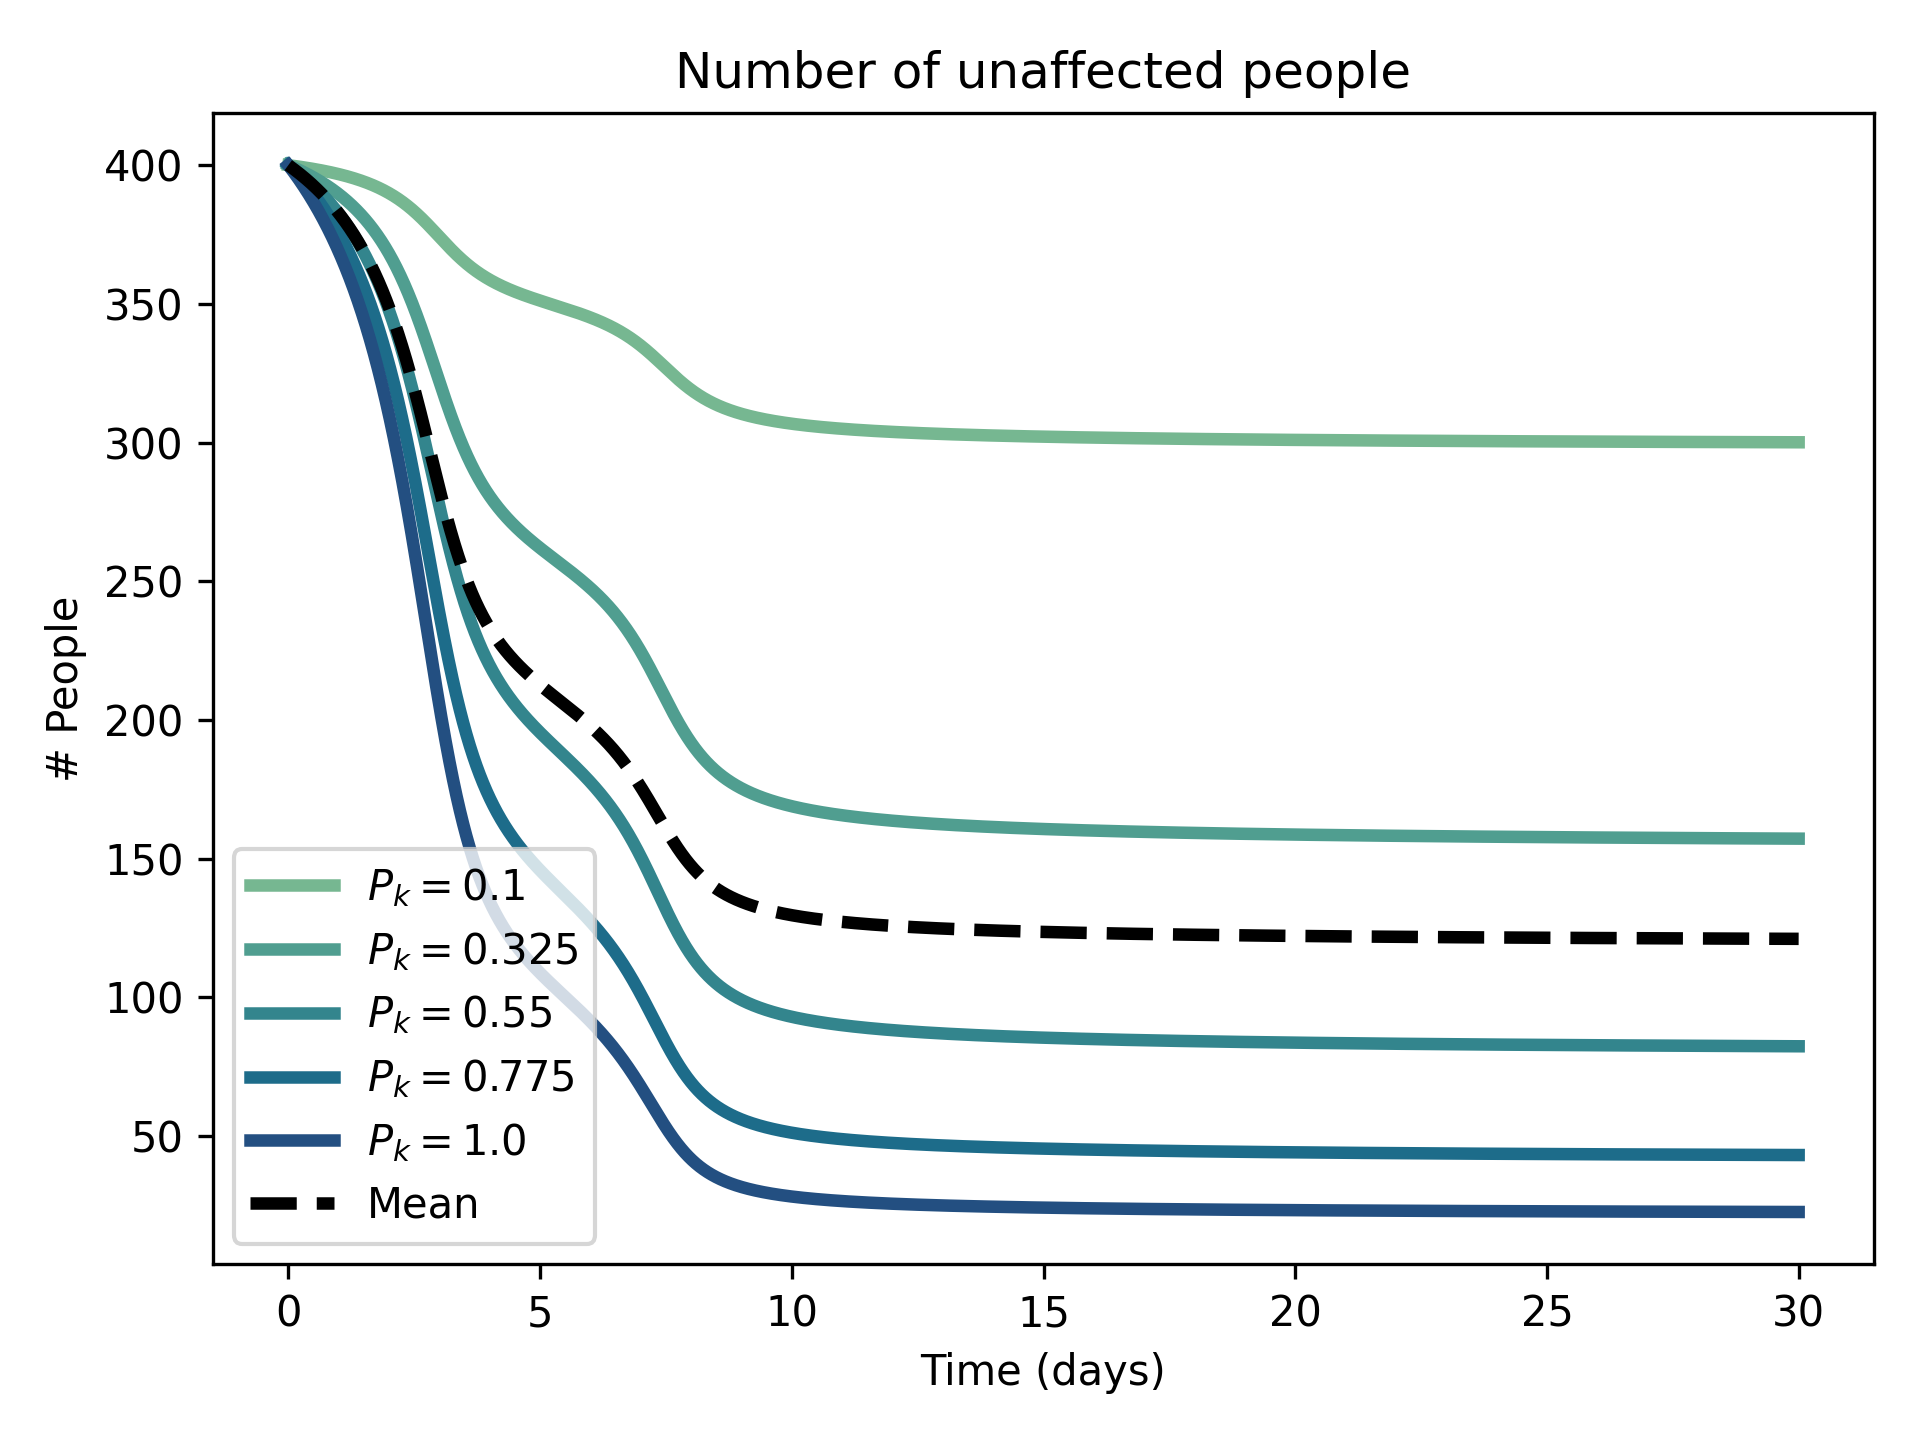 Number of unaffected people
# People
400
350
300
250
200
150
100
50
P_k = 0.1
P_k = 0.325
P_k = 0.55
P_k = 0.775
P_k = 1.0
Mean
0 5 10 15 20 25 30
Time (days)